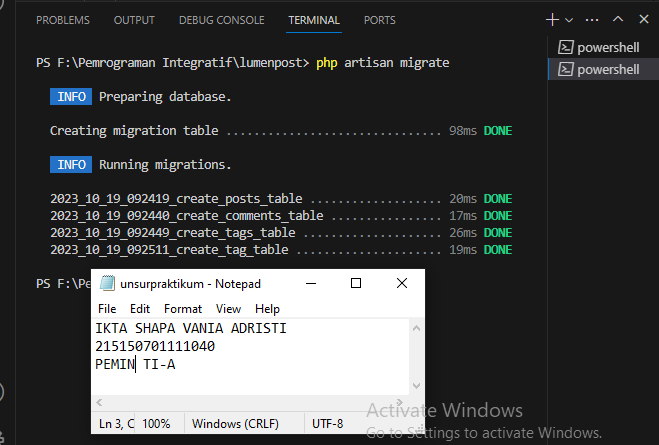 PROBLEMS OUTPUT DEBUG CONSOLE TERMINAL PORTS
powershell
powershell
PS F:\Pemrograman Integratif\lumenpost> php artisan migrate
INFO Preparing database.
Creating migration table ................................ 98ms DONE
INFO Running migrations.
2023_10_19_092419_create_posts_table .................... 20ms DONE
2023_10_19_092440_create_comments_table ................. 17ms DONE
2023_10_19_092449_create_tags_table ..................... 26ms DONE
2023_10_19_092511_create_tag_table ...................... 19ms DONE
PS F:\Pe
unsurpraktikum - Notepad
File Edit Format View Help
IKTA SHAPA VANIA ADRISTI
215150701111040
PEMIN TI-A
Ln 3, C 100% Windows (CRLF) UTF-8
Activate Windows
Go to Settings to activate Windows.